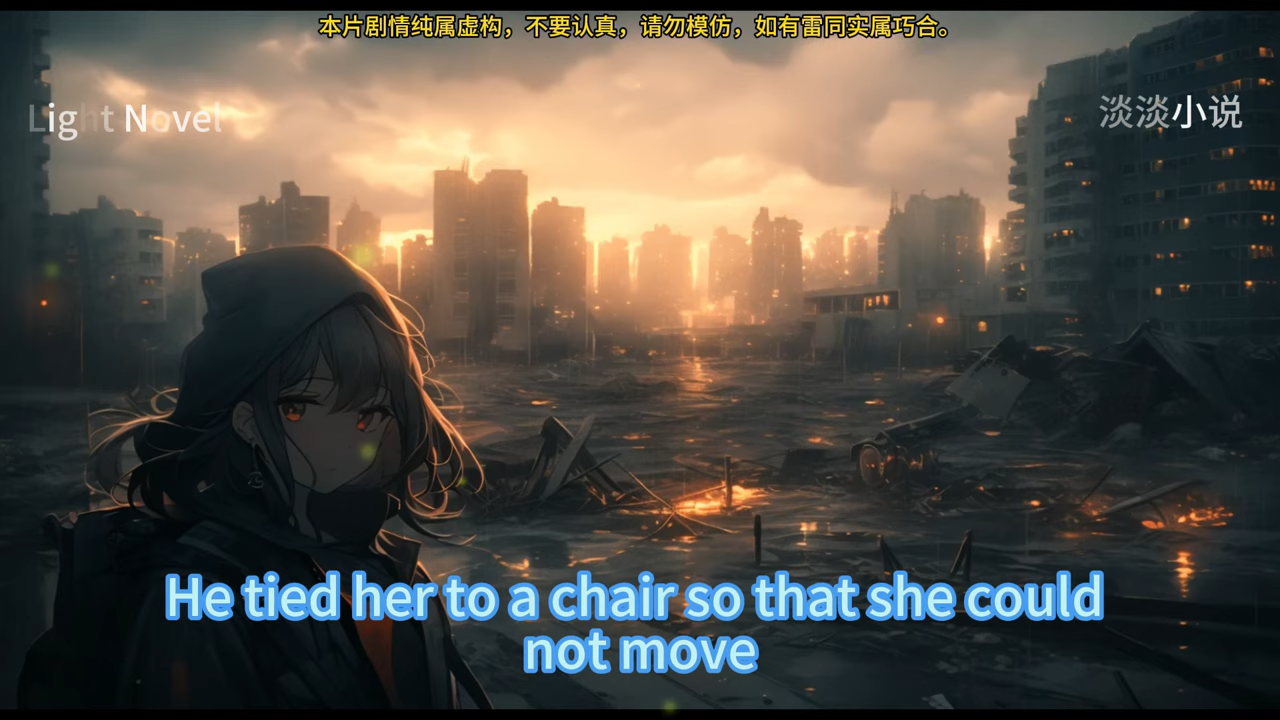 本片剧情纯属虚构，不要认真，请勿模仿，如有雷同实属巧合。
Light Novel
淡淡小说
He tied her to a chair so that she could
not move